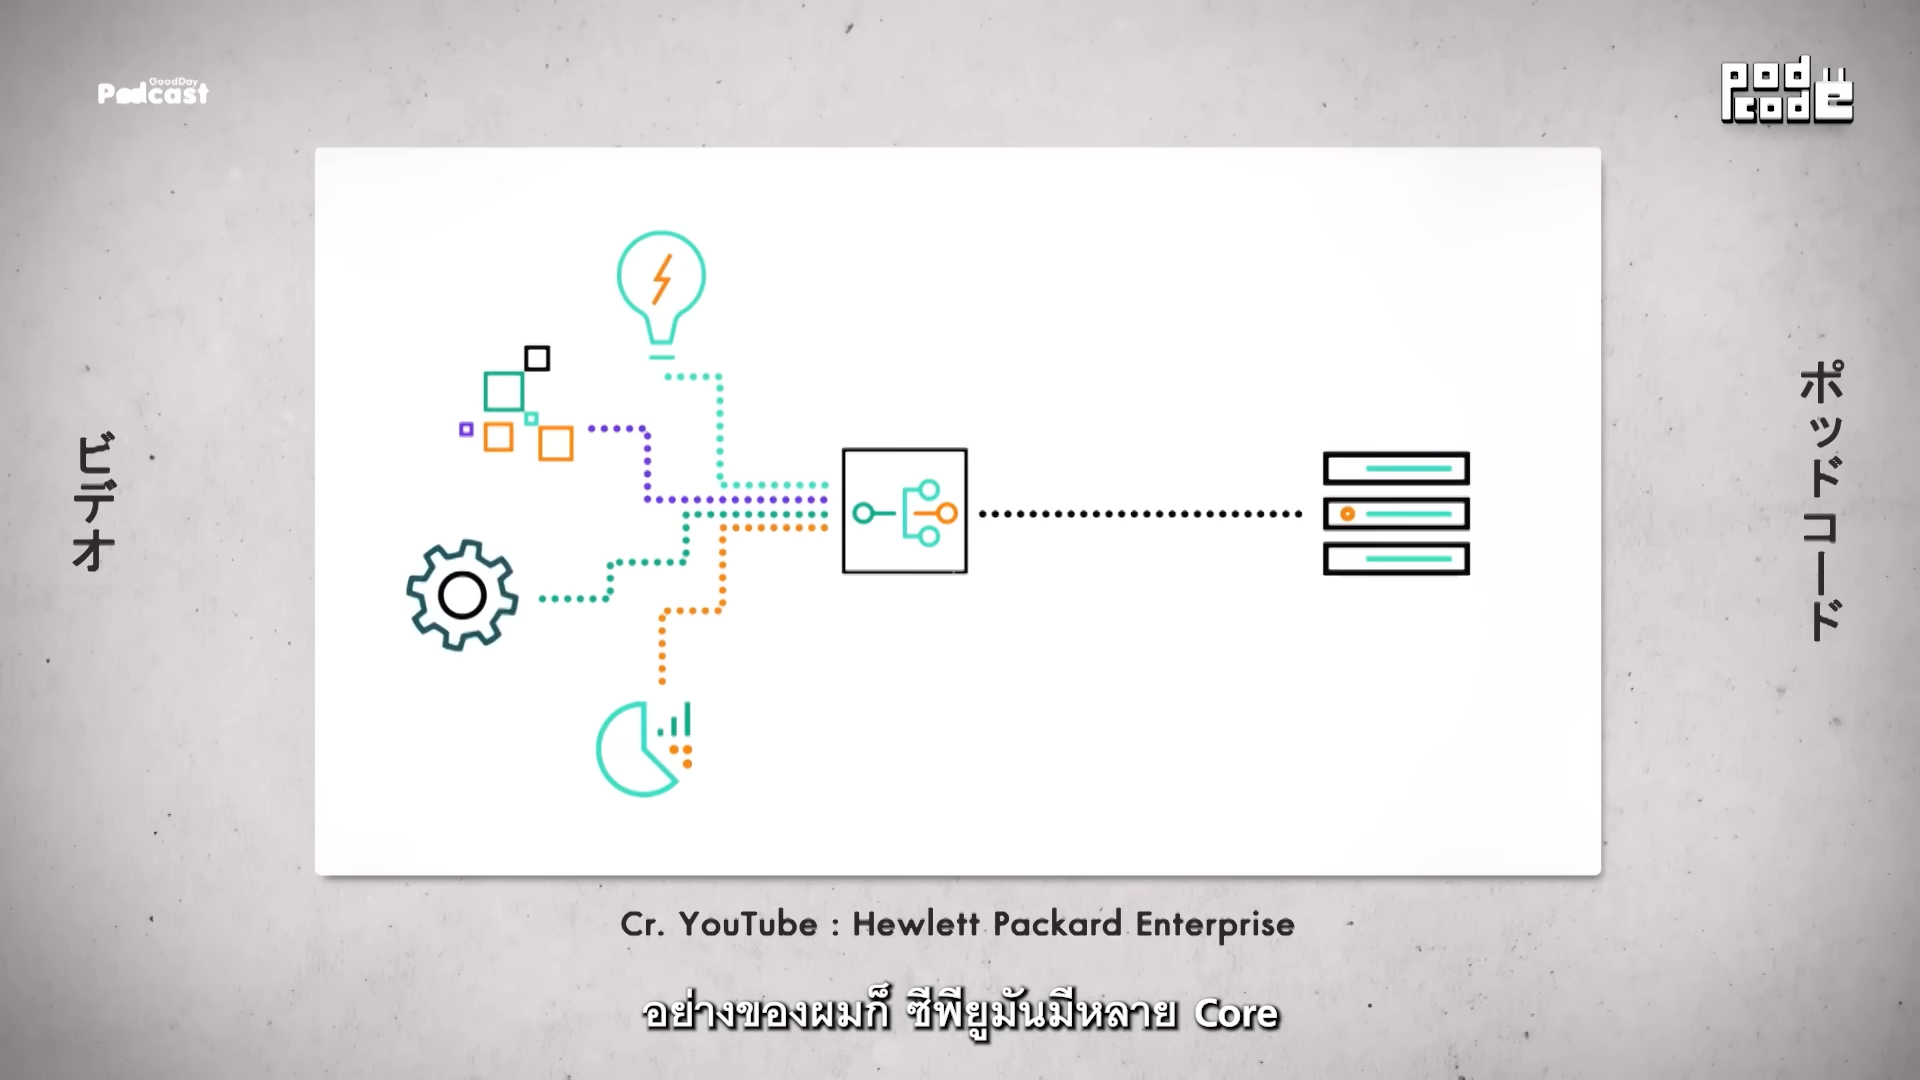 GoodDay
Podcast
pod
code
ビデオ
ポッドコード
Cr. YouTube : Hewlett Packard Enterprise
อย่างของผมก็ ซีพียูมันมีหลาย Core